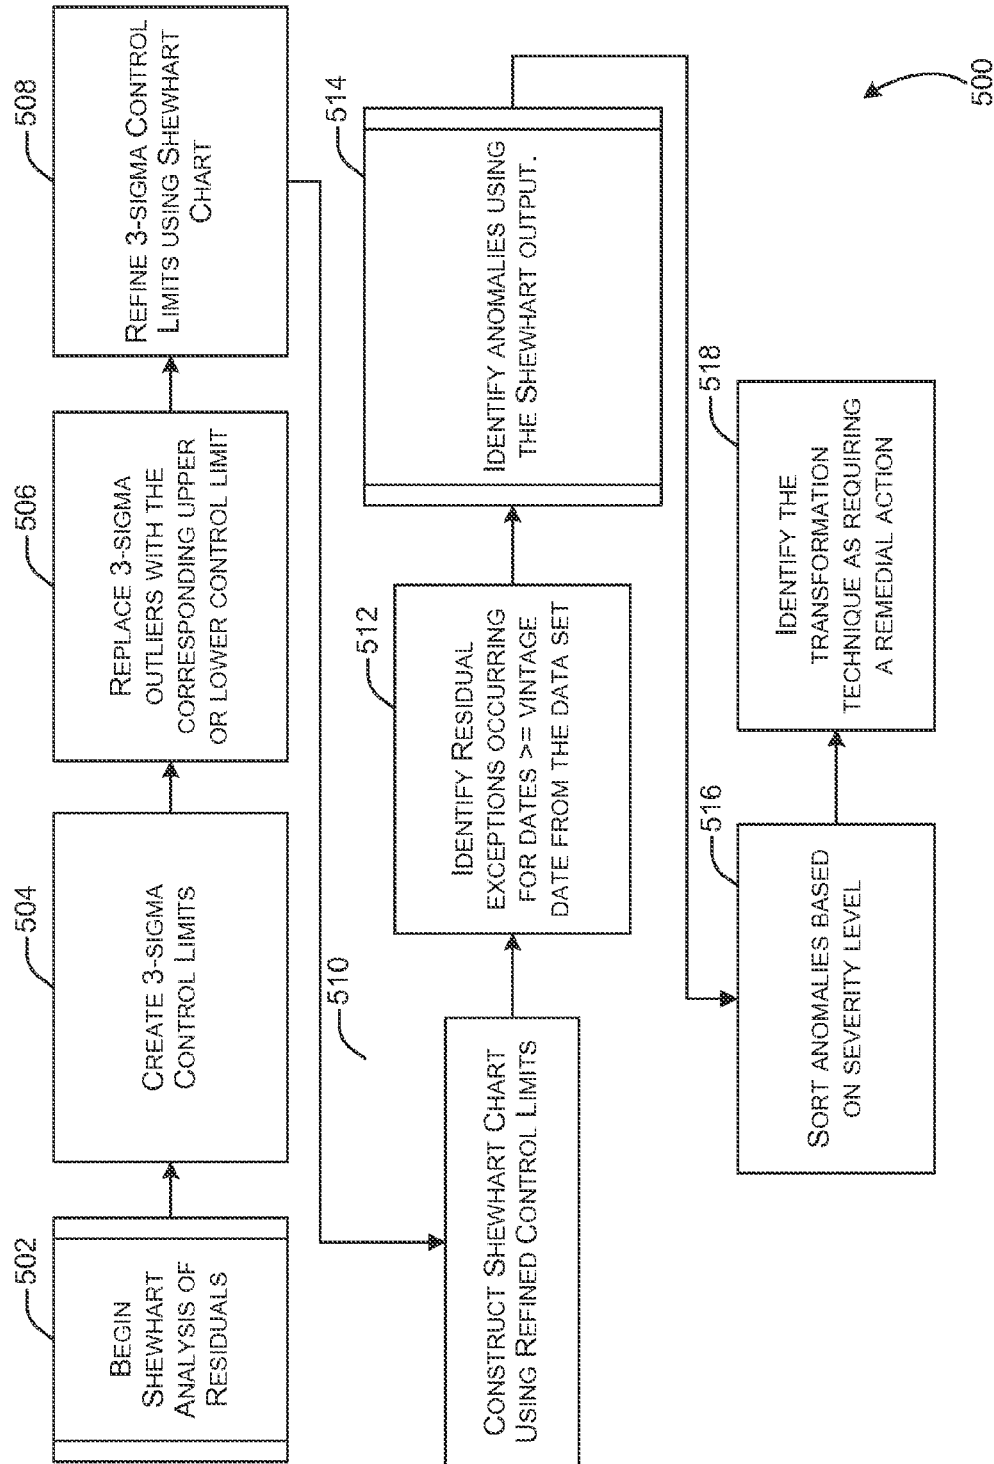 502
BEGIN
SHEWHART
ANALYSIS OF
RESIDUALS
504
CREATE 3-SIGMA
CONTROL LIMITS
506
REPLACE 3-SIGMA
OUTLIERS WITH THE
CORRESPONDING UPPER
OR LOWER CONTROL LIMIT
508
REFINE 3-SIGMA CONTROL
LIMITS USING SHEWHART
CHART
510
CONSTRUCT SHEWHART CHART
USING REFINED CONTROL LIMITS
512
IDENTIFY RESIDUAL
EXCEPTIONS OCCURRING
FOR DATES >= VINTAGE
DATE FROM THE DATA SET
514
IDENTIFY ANOMALIES USING
THE SHEWHART OUTPUT.
516
SORT ANOMALIES BASED
ON SEVERITY LEVEL
518
IDENTIFY THE
TRANSFORMATION
TECHNIQUE AS REQUIRING
A REMEDIAL ACTION
500